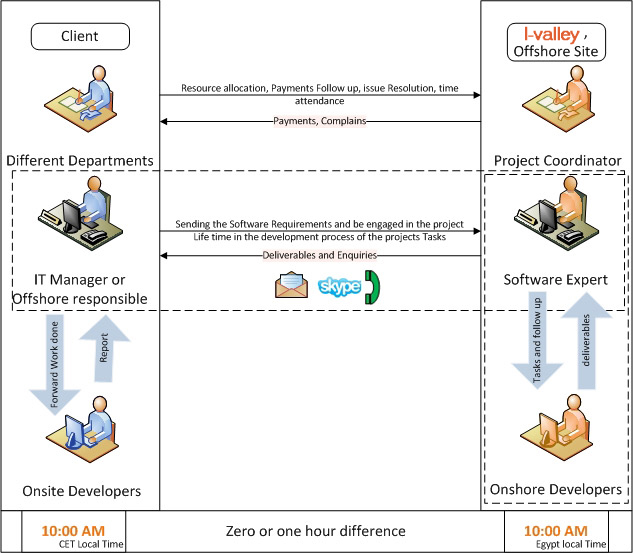 Client
I-valley ,
Offshore Site
Resource allocation, Payments Follow up, issue Resolution, time
attendance
Payments, Complains
Different Departments
Project Coordinator
Sending the Software Requirements and be engaged in the project
Life time in the development process of the projects Tasks
Deliverables and Enquiries
skype
IT Manager or
Offshore responsible
Software Expert
Forward Work done
Report
Tasks and follow up
deliverables
Onsite Developers
Onshore Developers
10:00 AM
CET Local Time
Zero or one hour difference
10:00 AM
Egypt local Time